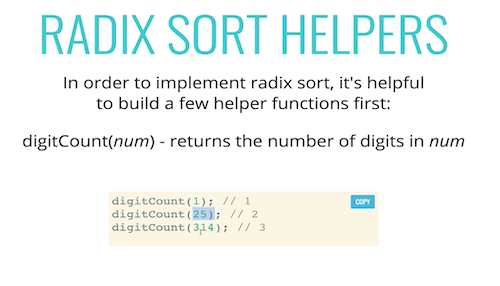 RADIX SORT HELPERS
In order to implement radix sort, it's helpful
to build a few helper functions first:
digitCount(num) - returns the number of digits in num
COPY
digitCount(1); // 1
digitCount(25); // 2
digitCount(314); // 3